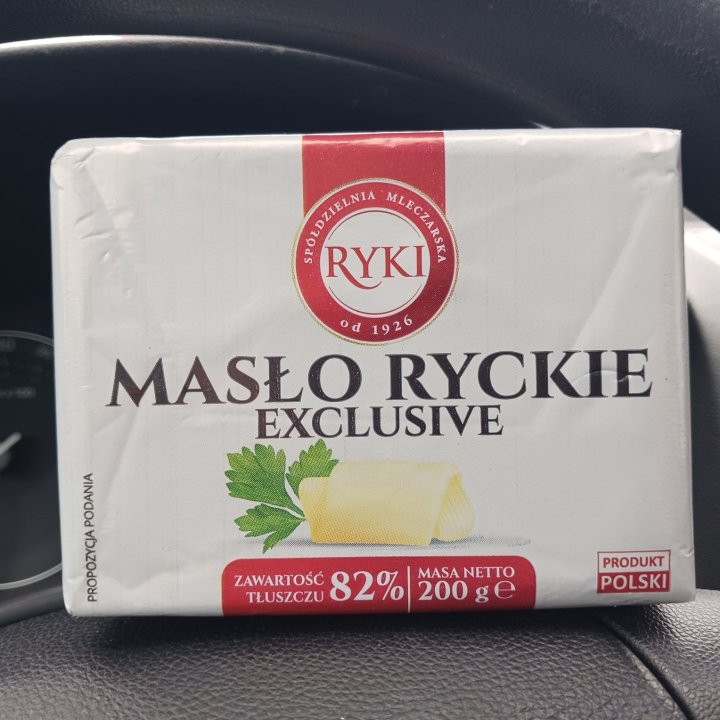 SPÓŁDZIELNIA MLECZARSKA
RYKI
od 1926
MASŁO RYCKIE
EXCLUSIVE
PROPOZYCJA PODANIA
ZAWARTOŚĆ
TŁUSZCZU 82%
MASA NETTO
200 g ℮
PRODUKT
POLSKI